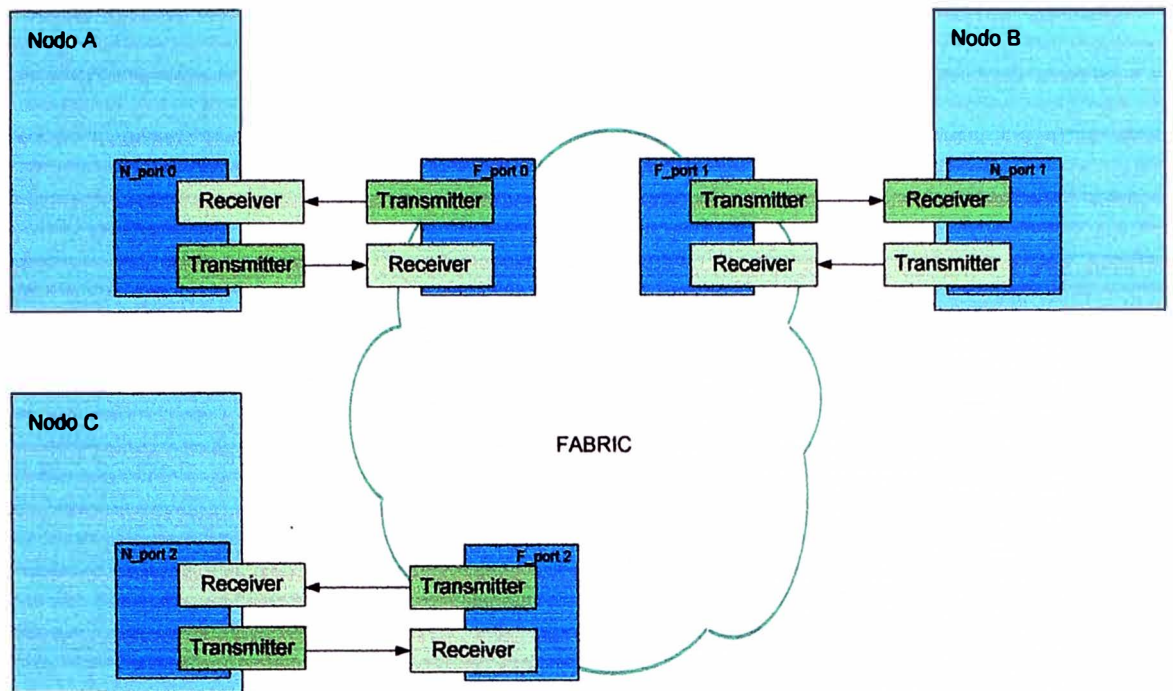 Nodo A
Nodo B
N_port 0
F_port 0
F_port 1
N_port 1
Receiver
Transmitter
Transmitter
Receiver
Transmitter
Receiver
Receiver
Transmitter
FABRIC
Nodo C
N_port 2
F_port 2
Receiver
Transmitter
Transmitter
Receiver